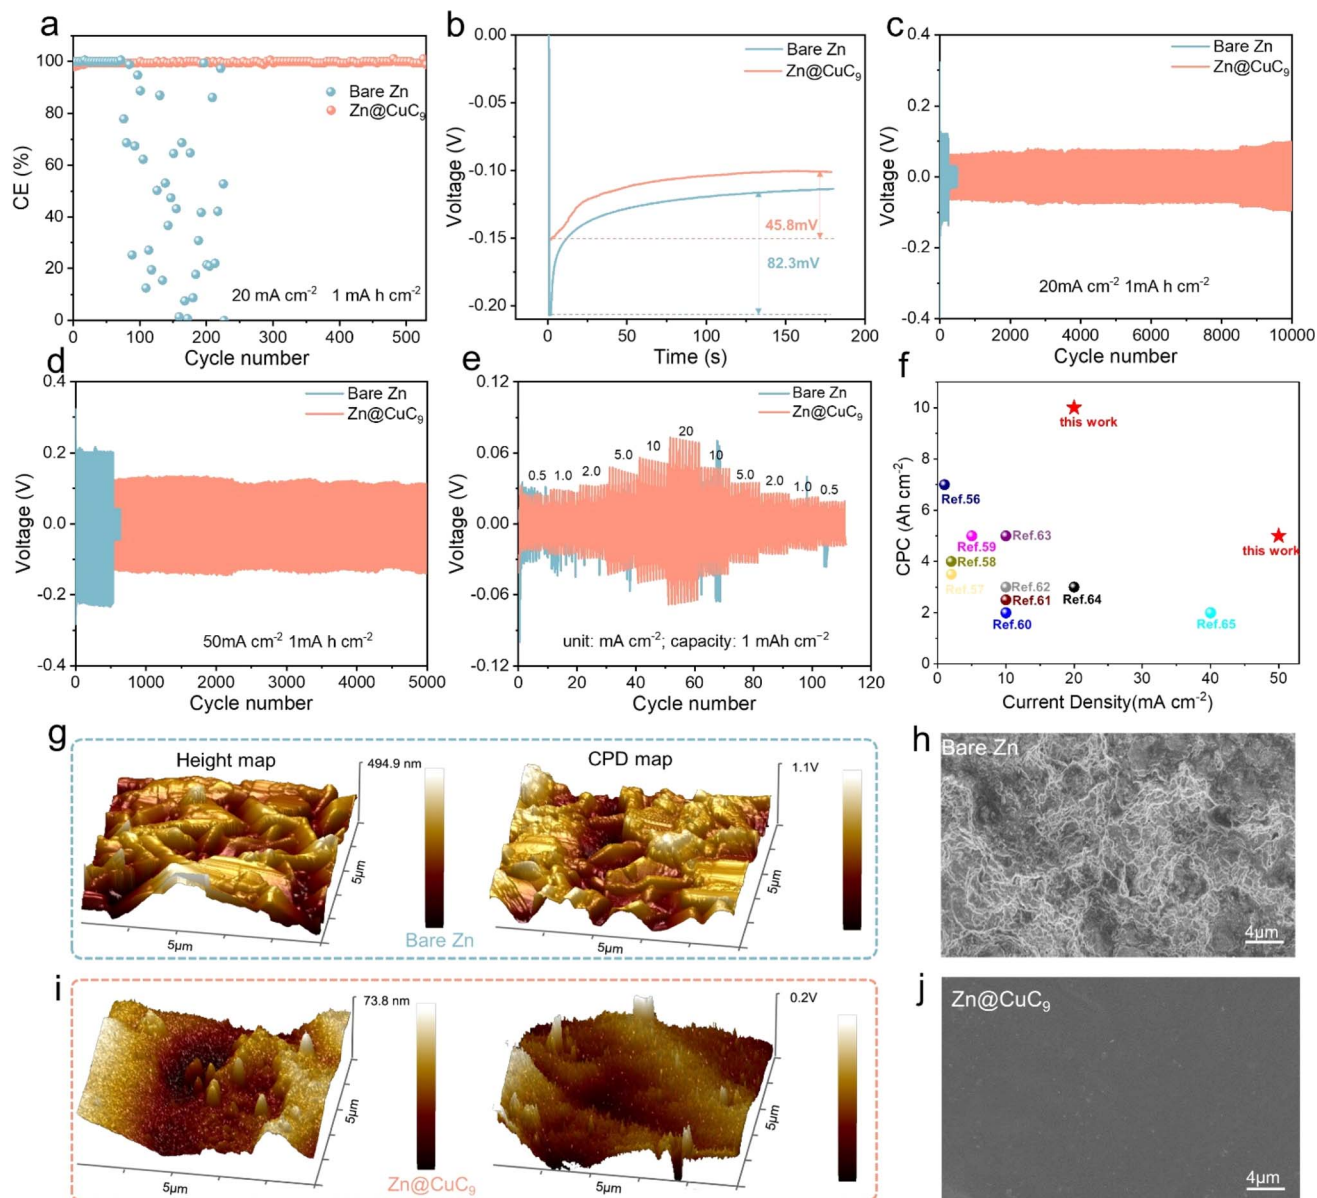 a
CE (%)
100
80
60
40
20
0
0 100 200 300 400 500
Cycle number
Bare Zn
Zn@CuC₉
20 mA cm⁻² 1 mA h cm⁻²
b
Voltage (V)
0.00
-0.05
-0.10
-0.15
-0.20
0 50 100 150 200
Time (s)
Bare Zn
Zn@CuC₉
45.8mV
82.3mV
c
Voltage (V)
0.4
0.2
0.0
-0.2
-0.4
0 2000 4000 6000 8000 10000
Cycle number
Bare Zn
Zn@CuC₉
20mA cm⁻² 1mA h cm⁻²
d
Voltage (V)
0.4
0.2
0.0
-0.2
-0.4
0 1000 2000 3000 4000 5000
Cycle number
Bare Zn
Zn@CuC₉
50mA cm⁻² 1mA h cm⁻²
e
Voltage (V)
0.12
0.06
0.00
-0.06
-0.12
0 20 40 60 80 100 120
Cycle number
Bare Zn
Zn@CuC₉
0.5 1.0 2.0 5.0 10 20 10 5.0 2.0 1.0 0.5
unit: mA cm⁻²; capacity: 1 mAh cm⁻²
f
CPC (Ah cm⁻²)
10
8
6
4
2
0
0 10 20 30 40 50
Current Density(mA cm⁻²)
this work
Ref.56
Ref.59
Ref.63
this work
Ref.58
Ref.57
Ref.62
Ref.61
Ref.64
Ref.60
Ref.65
g
Height map
494.9 nm
5µm
5µm
CPD map
1.1V
5µm
5µm
Bare Zn
h
Bare Zn
4µm
i
73.8 nm
5µm
5µm
0.2V
5µm
5µm
Zn@CuC₉
j
Zn@CuC₉
4µm